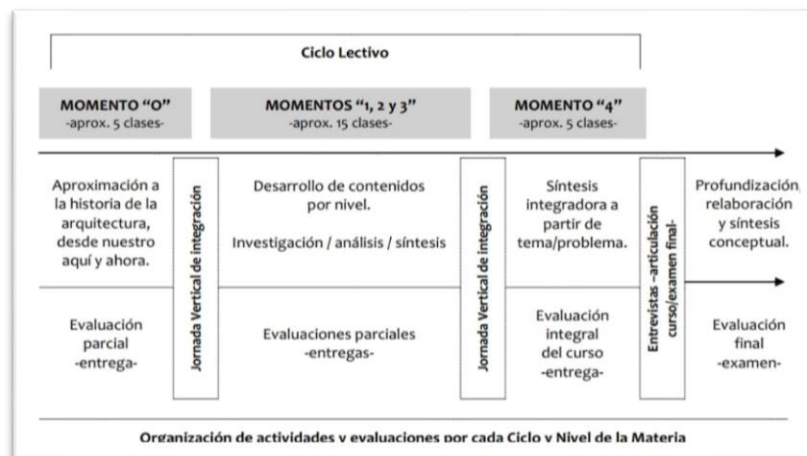 Ciclo Lectivo
MOMENTO "0"
-aprox. 5 clases-
MOMENTOS "1, 2 y 3"
-aprox. 15 clases-
MOMENTO "4"
-aprox. 5 clases-
Aproximación a
la historia de la
arquitectura,
desde nuestro
aquí y ahora.
Jornada Vertical de integración
Desarrollo de contenidos
por nivel.
Investigación / análisis / síntesis
Jornada Vertical de integración
Síntesis
integradora a
partir de
tema/problema.
Entrevistas –articulación
curso/examen final-
Profundización,
relaboración
y síntesis
conceptual.
Evaluación
parcial
-entrega-
Evaluaciones parciales
-entregas-
Evaluación
integral
del curso
-entrega-
Evaluación
final
-examen-
Organización de actividades y evaluaciones por cada Ciclo y Nivel de la Materia